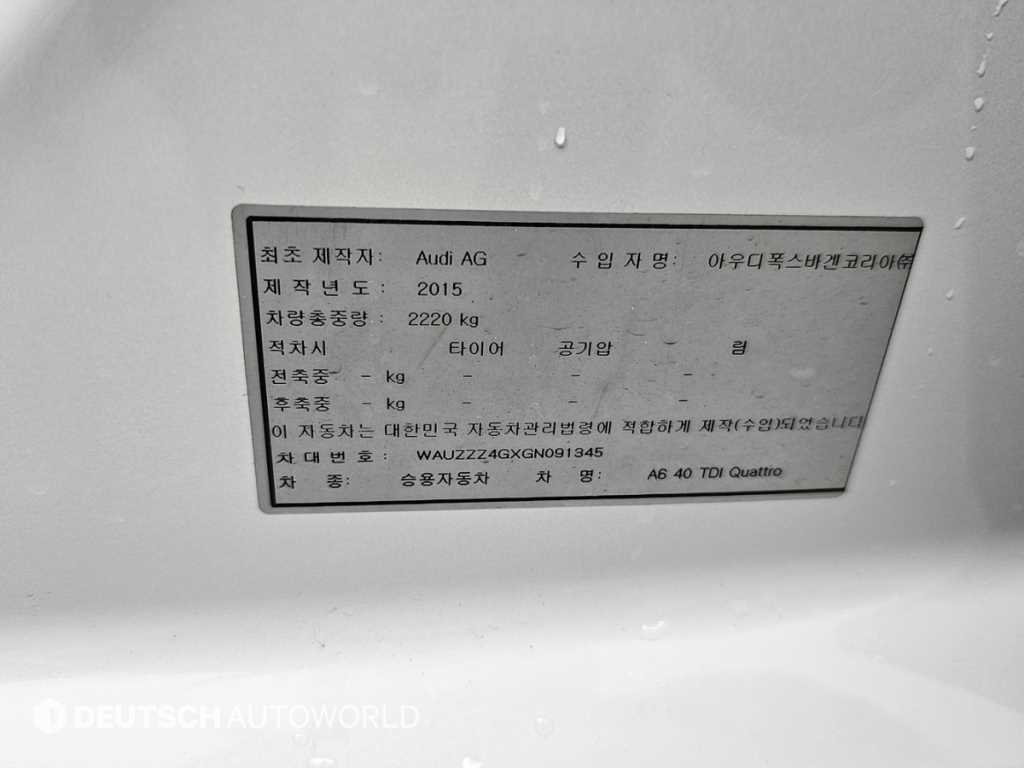 최초 제작자: Audi AG 수 입 자 명: 아우디폭스바겐코리아㈜
제 작 년 도 : 2015
차량총중량 : 2220 kg
적차시 타이어 공기압 림
전축중 - kg - - -
후축중 - kg - - -
이 자동차는 대한민국 자동차관리법령에 적합하게 제작(수입)되었습니다
차 대 번 호 : WAUZZZ4GXGN091345
차 종: 승용자동차 차 명: A6 40 TDI Quattro
1 DEUTSCH AUTOWORLD